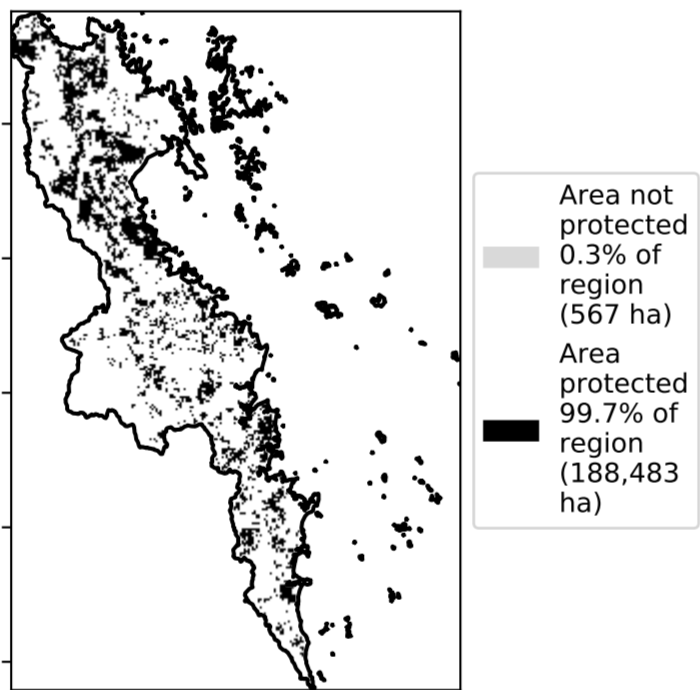 Area not
protected
0.3% of
region
(567 ha)
Area
protected
99.7% of
region
(188,483
ha)